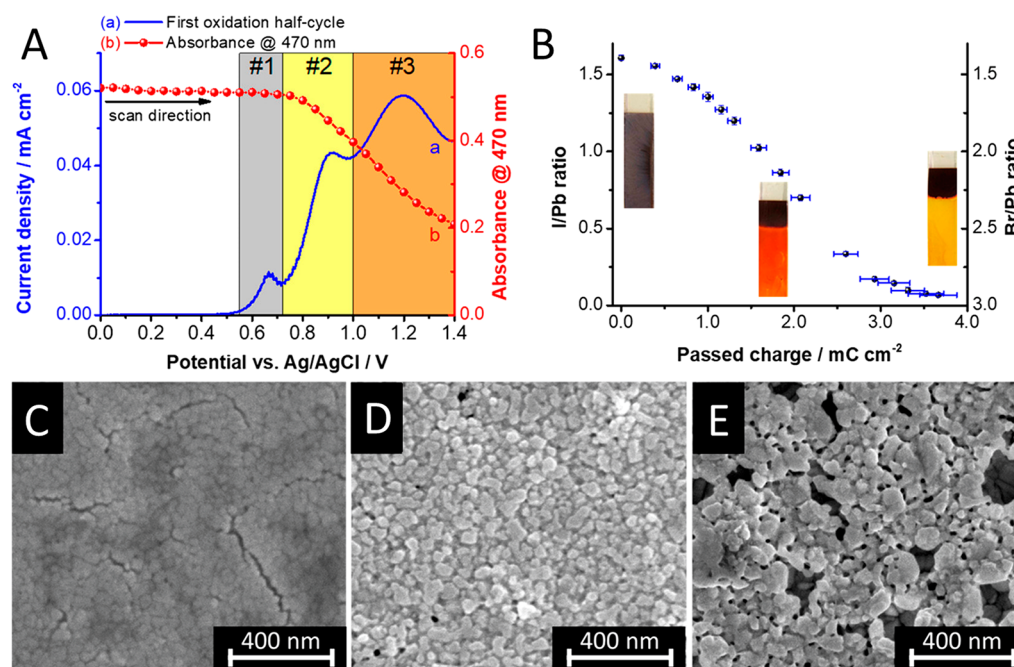 A
(a) First oxidation half-cycle
(b) Absorbance @ 470 nm
#1 #2 #3
scan direction
a
b
0.06
0.04
0.02
0.00
Current density / mA cm-2
0.6
0.4
0.2
0.0
Absorbance @ 470 nm
0.0 0.2 0.4 0.6 0.8 1.0 1.2 1.4
Potential vs. Ag/AgCl / V
B
1.5
1.0
0.5
0.0
I/Pb ratio
1.5
2.0
2.5
3.0
Br/Pb ratio
0.0 1.0 2.0 3.0 4.0
Passed charge / mC cm-2
C
400 nm
D
400 nm
E
400 nm